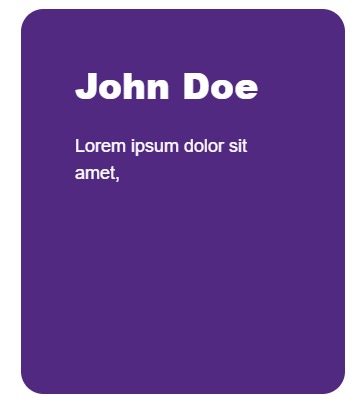 John Doe
Lorem ipsum dolor sit
amet,